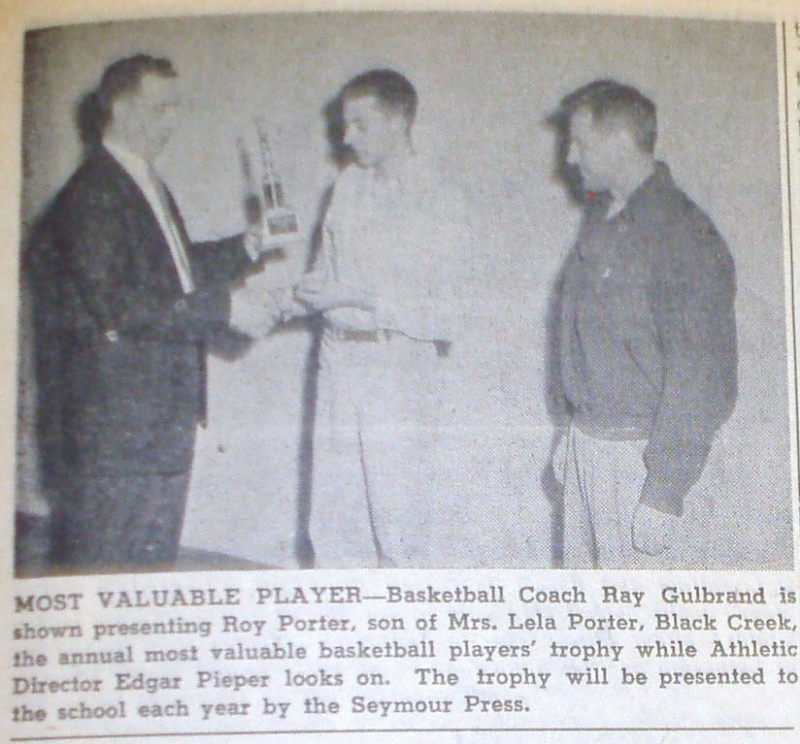 MOST VALUABLE PLAYER—Basketball Coach Ray Gulbrand is
shown presenting Roy Porter, son of Mrs. Lela Porter, Black Creek,
the annual most valuable basketball players' trophy while Athletic
Director Edgar Pieper looks on. The trophy will be presented to
the school each year by the Seymour Press.